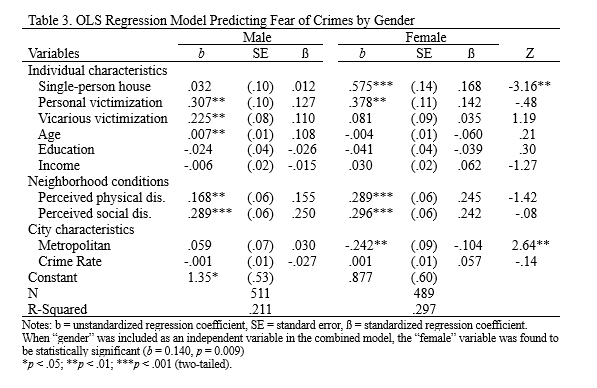 Table 3. OLS Regression Model Predicting Fear of Crimes by Gender
Male Female
Variables b SE ß b SE ß Z
Individual characteristics
Single-person house .032 (.10) .012 .575*** (.14) .168 -3.16**
Personal victimization .307** (.10) .127 .378** (.11) .142 -.48
Vicarious victimization .225** (.08) .110 .081 (.09) .035 1.19
Age .007** (.01) .108 -.004 (.01) -.060 .21
Education -.024 (.04) -.026 -.041 (.04) -.039 .30
Income -.006 (.02) -.015 .030 (.02) .062 -1.27
Neighborhood conditions
Perceived physical dis. .168** (.06) .155 .289*** (.06) .245 -1.42
Perceived social dis. .289*** (.06) .250 .296*** (.06) .242 -.08
City characteristics
Metropolitan .059 (.07) .030 -.242** (.09) -.104 2.64**
Crime Rate -.001 (.01) -.027 .001 (.01) .057 -.14
Constant 1.35* (.53) .877 (.60)
N 511 489
R-Squared .211 .297
Notes: b = unstandardized regression coefficient, SE = standard error, ß = standardized regression coefficient.
When “gender” was included as an independent variable in the combined model, the “female” variable was found to
be statistically significant (b = 0.140, p = 0.009)
*p < .05; **p < .01; ***p < .001 (two-tailed).